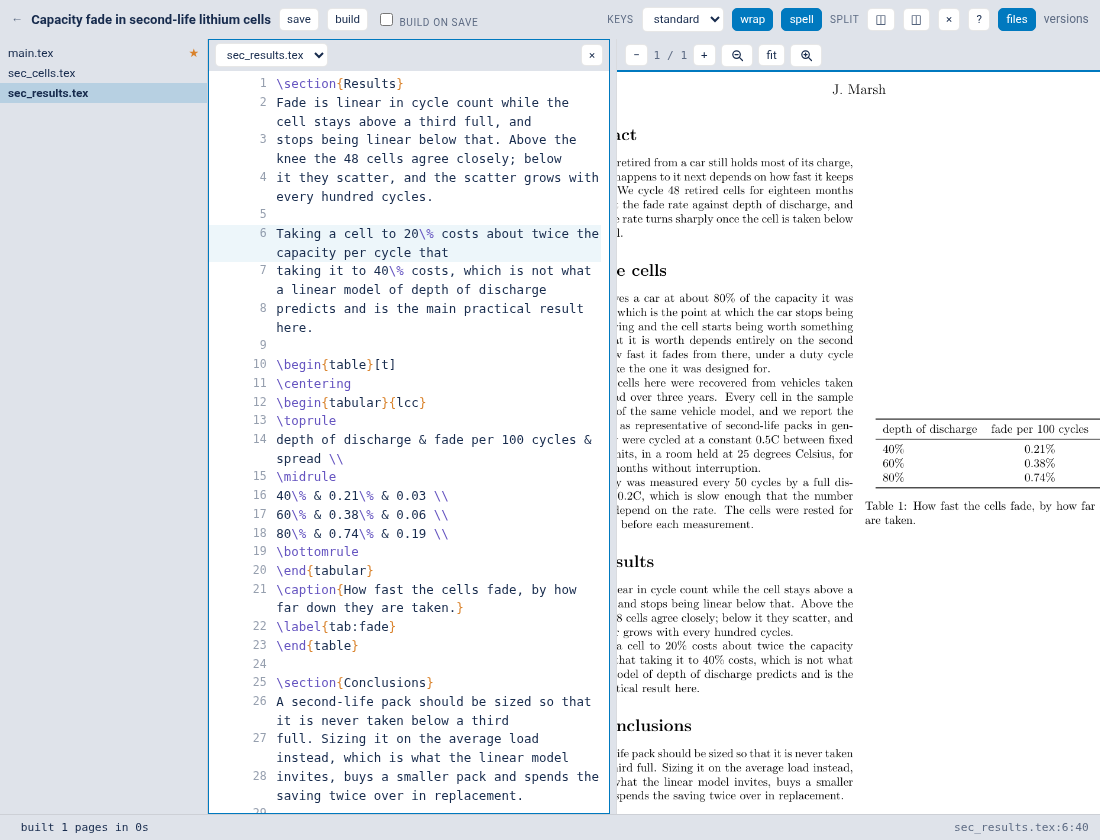 ← Capacity fade in second-life lithium cells save build BUILD ON SAVE KEYS standard wrap spell SPLIT × ? files versions
main.tex ★
sec_cells.tex
sec_results.tex
sec_results.tex ×
1 \section{Results}
2 Fade is linear in cycle count while the
cell stays above a third full, and
3 stops being linear below that. Above the
knee the 48 cells agree closely; below
4 it they scatter, and the scatter grows with
every hundred cycles.
5
6 Taking a cell to 20\% costs about twice the
capacity per cycle that
7 taking it to 40\% costs, which is not what
a linear model of depth of discharge
8 predicts and is the main practical result
here.
9
10 \begin{table}[t]
11 \centering
12 \begin{tabular}{lcc}
13 \toprule
14 depth of discharge & fade per 100 cycles &
spread \\
15 \midrule
16 40\% & 0.21\% & 0.03 \\
17 60\% & 0.38\% & 0.06 \\
18 80\% & 0.74\% & 0.19 \\
19 \bottomrule
20 \end{tabular}
21 \caption{How fast the cells fade, by how
far down they are taken.}
22 \label{tab:fade}
23 \end{table}
24
25 \section{Conclusions}
26 A second-life pack should be sized so that
it is never taken below a third
27 full. Sizing it on the average load
instead, which is what the linear model
28 invites, buys a smaller pack and spends the
saving twice over in replacement.
− 1 / 1 + fit
J. Marsh
act
retired from a car still holds most of its charge,
happens to it next depends on how fast it keeps
We cycle 48 retired cells for eighteen months
the fade rate against depth of discharge, and
e rate turns sharply once the cell is taken below
l.
e cells
ves a car at about 80% of the capacity it was
which is the point at which the car stops being
ring and the cell starts being worth something
at it is worth depends entirely on the second
w fast it fades from there, under a duty cycle
ke the one it was designed for.
cells here were recovered from vehicles taken
ad over three years. Every cell in the sample
of the same vehicle model, and we report the
as representative of second-life packs in gen-
were cycled at a constant 0.5C between fixed
mits, in a room held at 25 degrees Celsius, for
months without interruption.
y was measured every 50 cycles by a full dis-
0.2C, which is slow enough that the number
depend on the rate. The cells were rested for
before each measurement.
sults
ear in cycle count while the cell stays above a
and stops being linear below that. Above the
8 cells agree closely; below it they scatter, and
r grows with every hundred cycles.
a cell to 20% costs about twice the capacity
that taking it to 40% costs, which is not what
odel of depth of discharge predicts and is the
tical result here.
nclusions
ife pack should be sized so that it is never taken
hird full. Sizing it on the average load instead,
what the linear model invites, buys a smaller
spends the saving twice over in replacement.
depth of discharge fade per 100 cycles
40% 0.21%
60% 0.38%
80% 0.74%
Table 1: How fast the cells fade, by how far
are taken.
built 1 pages in 0s sec_results.tex:6:40